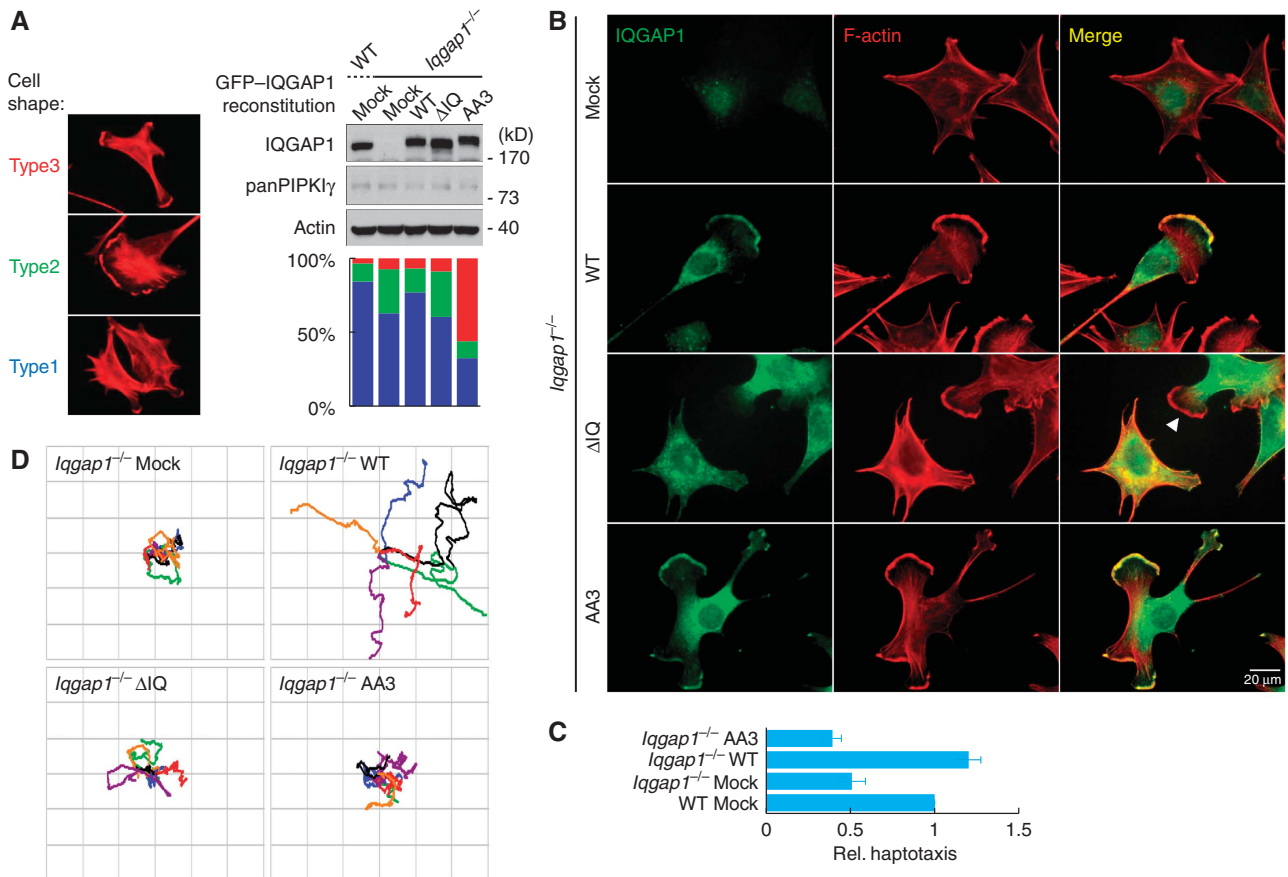 A
Cell
shape:
Type3
Type2
Type1
WT
Iqgap1–/–
GFP–IQGAP1
reconstitution
Mock
Mock
WT
ΔIQ
AA3
IQGAP1
(kD)
- 170
panPIPKIγ
- 73
Actin
- 40
100%
50%
0%
B
IQGAP1
F-actin
Merge
Mock
WT
ΔIQ
AA3
Iqgap1–/–
20 μm
D
Iqgap1–/– Mock
Iqgap1–/– WT
Iqgap1–/– ΔIQ
Iqgap1–/– AA3
C
Iqgap1–/– AA3
Iqgap1–/– WT
Iqgap1–/– Mock
WT Mock
0 0.5 1 1.5
Rel. haptotaxis